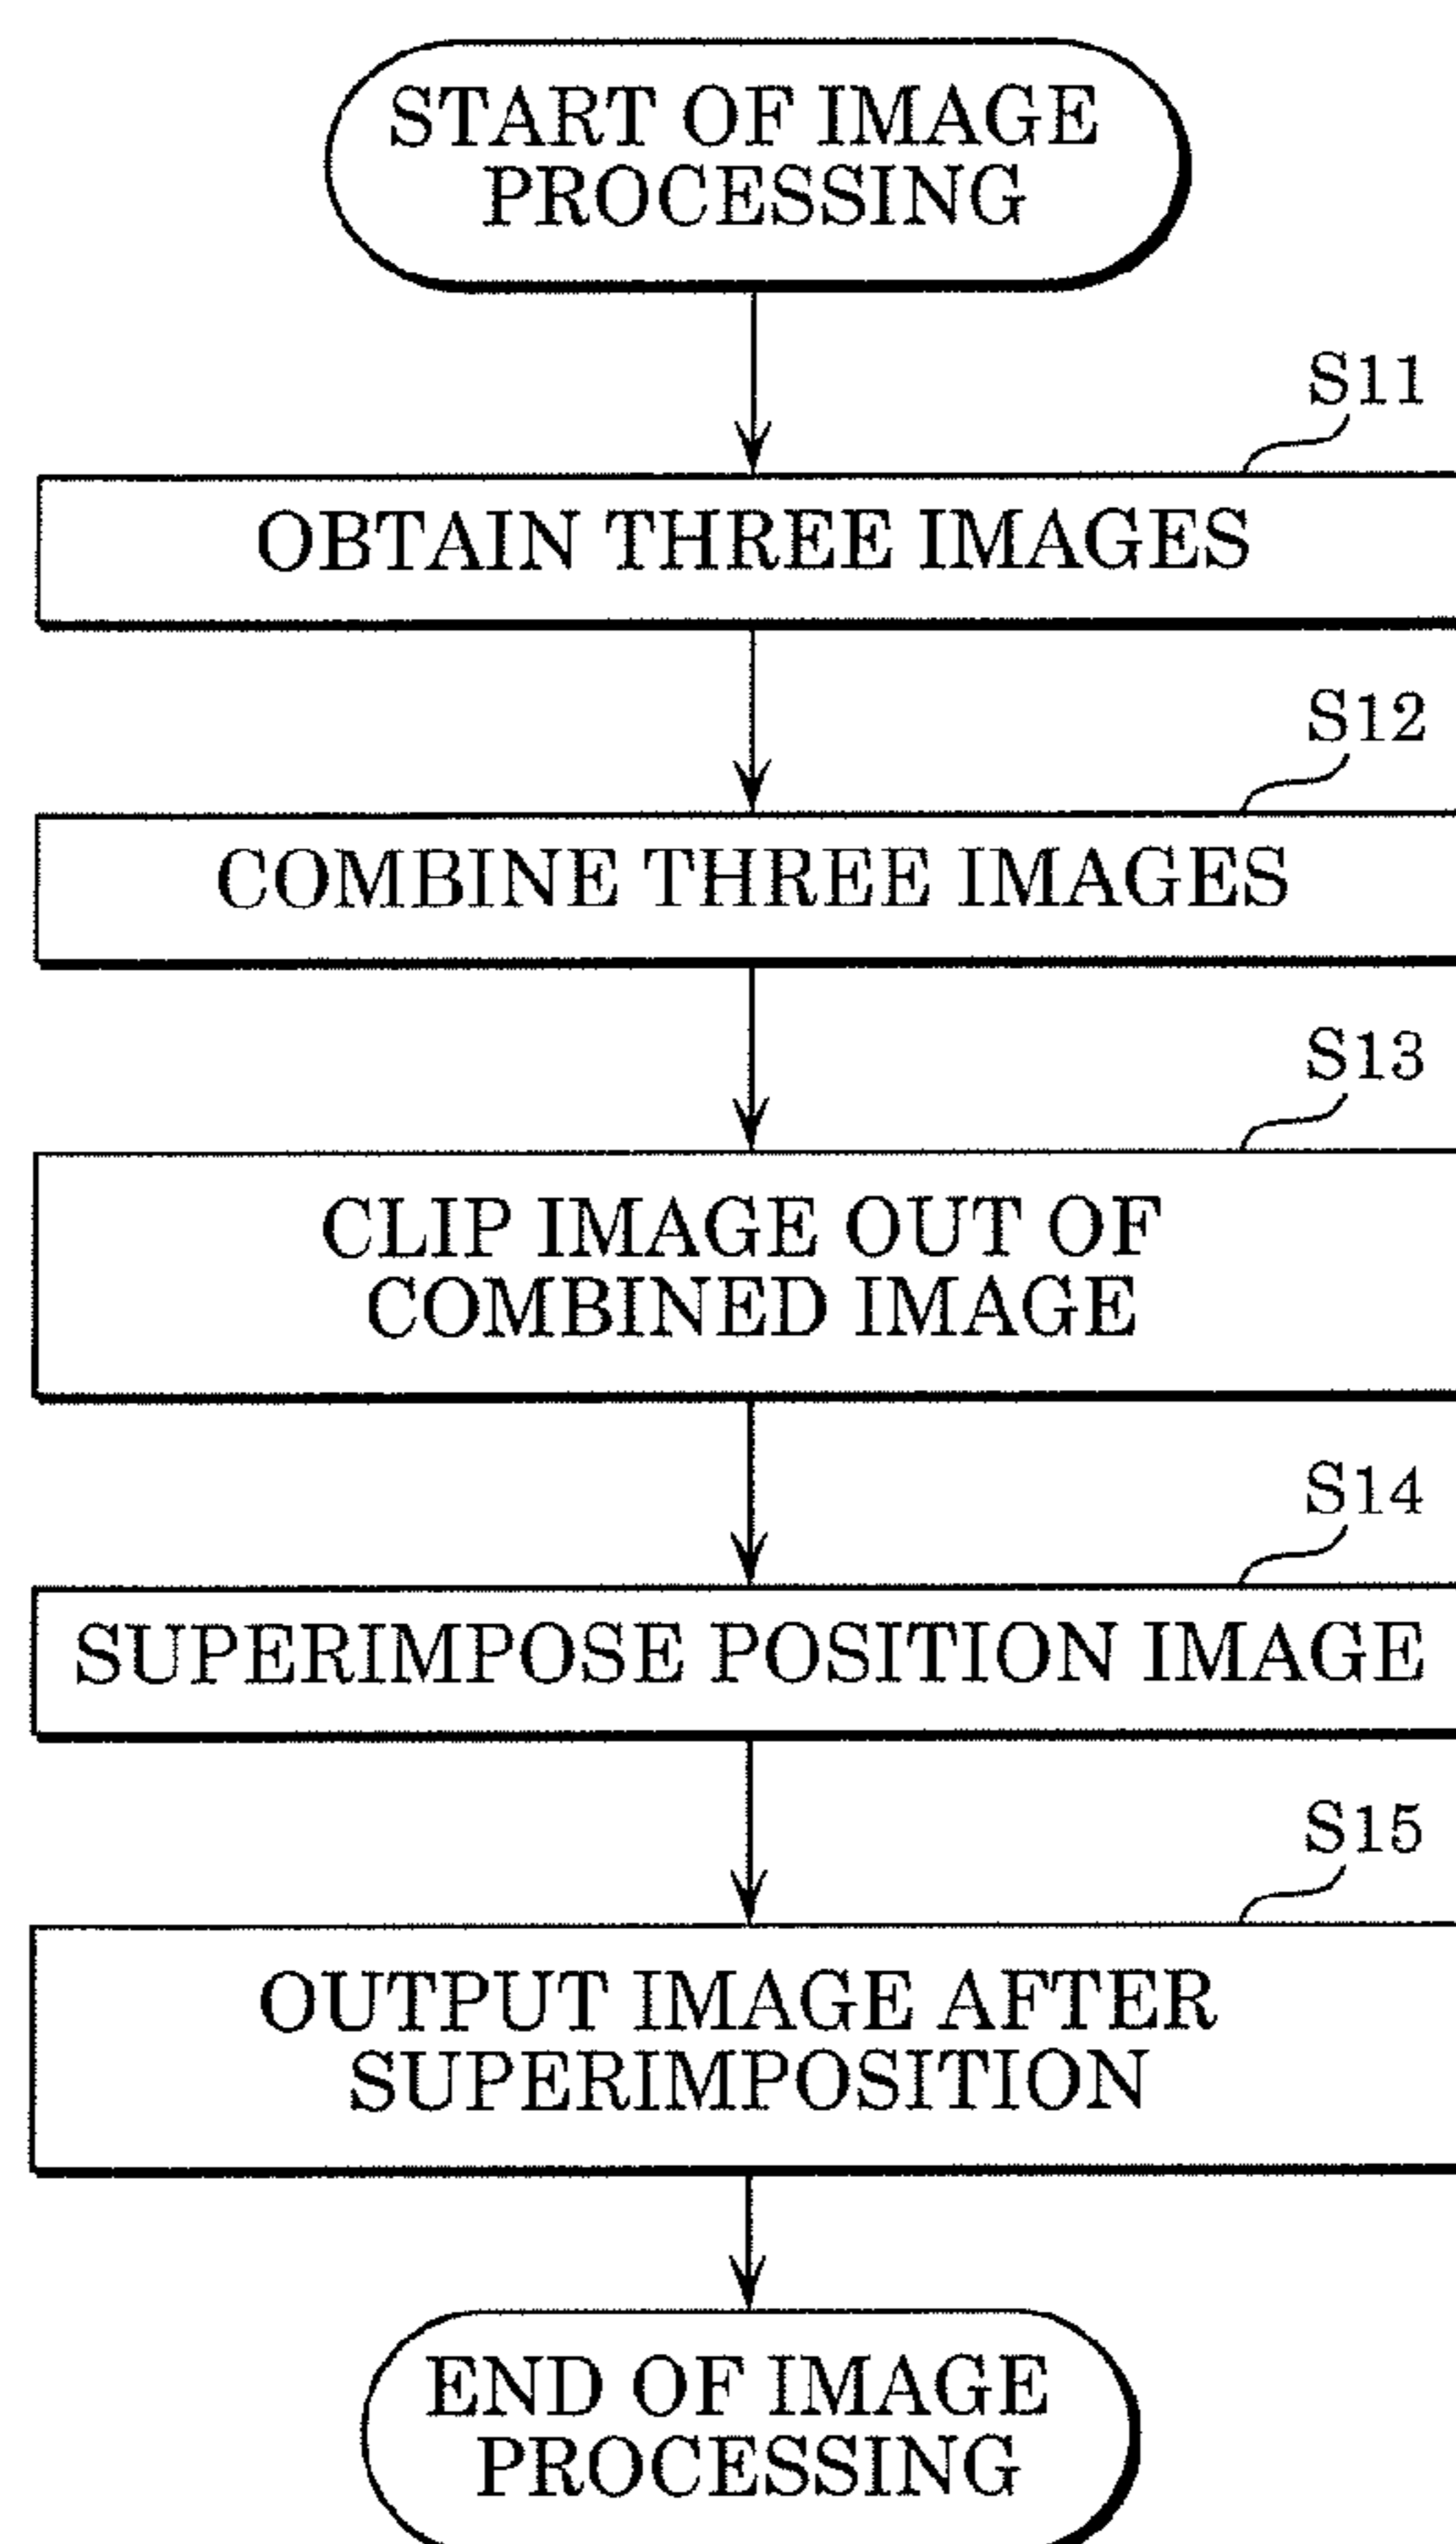 START OF IMAGE
PROCESSING
S11
OBTAIN THREE IMAGES
S12
COMBINE THREE IMAGES
S13
CLIP IMAGE OUT OF
COMBINED IMAGE
S14
SUPERIMPOSE POSITION IMAGE
S15
OUTPUT IMAGE AFTER
SUPERIMPOSITION
END OF IMAGE
PROCESSING